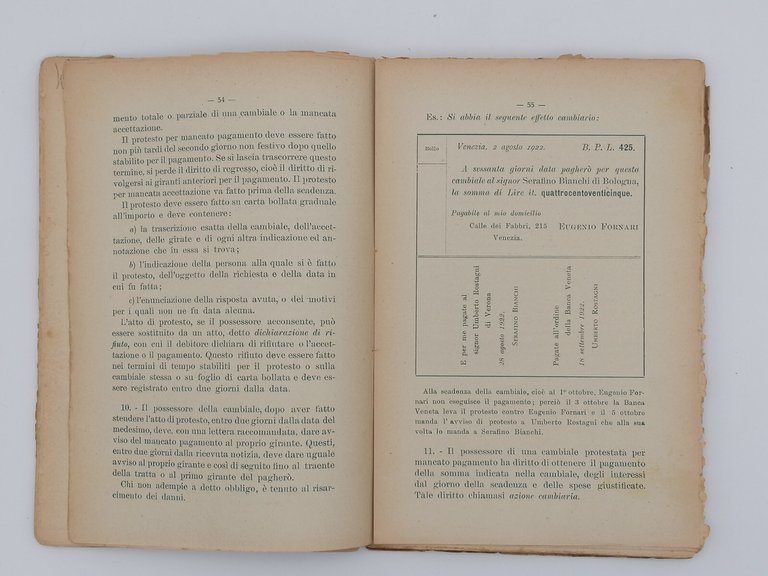 — 54 —
mento totale o parziale di una cambiale o la mancata
accettazione.
Il protesto per mancato pagamento deve essere fatto
non più tardi del secondo giorno non festivo dopo quello
stabilito per il pagamento. Se si lascia trascorrere questo
termine, si perde il diritto di regresso, cioè il diritto di ri-
volgersi ai giranti anteriori per il pagamento. Il protesto
per mancata accettazione va fatto prima della scadenza.
Il protesto deve essere fatto su carta bollata graduale
all'importo e deve contenere:
a) la trascrizione esatta della cambiale, dell'accet-
tazione, delle girate e di ogni altra indicazione ed an-
notazione che in essa si trova;
b) l'indicazione della persona alla quale si è fatto
il protesto, dell'oggetto della richiesta e della data in
cui fu fatta;
c) l'enunciazione della risposta avuta, o dei motivi
per i quali non ne fu data alcuna.
L'atto di protesto, se il possessore acconsente, può
essere sostituito da un atto, detto dichiarazione di ri-
fiuto, con cui il debitore dichiara di rifiutare o l'accet-
tazione o il pagamento. Questo rifiuto deve essere fatto
nei termini di tempo stabiliti per il protesto o sulla
cambiale stessa o su foglio di carta bollata e deve es-
sere registrato entro due giorni dalla data.
10. - Il possessore della cambiale, dopo aver fatto
stendere l'atto di protesto, entro due giorni dalla data del
medesimo, deve, con una lettera raccomandata, dare av-
viso del mancato pagamento al proprio girante. Questi,
entro due giorni dalla ricevuta notizia, deve dare uguale
avviso al proprio girante e così di seguito fino al traente
della tratta o al primo girante del pagherò.
Chi non adempie a detto obbligo, è tenuto al risar-
cimento dei danni.
— 55 —
Es.: Si abbia il seguente effetto cambiario:
Bollo
Venezia, 2 agosto 1922. B. P. L. 425.
A sessanta giorni data pagherò per questa
cambiale al signor Serafino Bianchi di Bologna,
la somma di Lire it. quattrocentoventicinque.
Pagabile al mio domicilio
Calle dei Fabbri, 215 Eugenio Fornari
Venezia.
E per me pagate al
signor Umberto Rostagni
di Verona
28 agosto 1922.
Serafino Bianchi
Pagate all'ordine
della Banca Veneta
18 settembre 1922.
Umberto Rostagni
Alla scadenza della cambiale, cioè al 1º ottobre, Eugenio For-
nari non eseguisce il pagamento; perciò il 3 ottobre la Banca
Veneta leva il protesto contro Eugenio Fornari e il 5 ottobre
manda l'avviso di protesto a Umberto Rostagni che alla sua
volta lo manda a Serafino Bianchi.
11. - Il possessore di una cambiale protestata per
mancato pagamento ha diritto di ottenere il pagamento
della somma indicata nella cambiale, degli interessi
dal giorno della scadenza e delle spese giustificate.
Tale diritto chiamasi azione cambiaria.